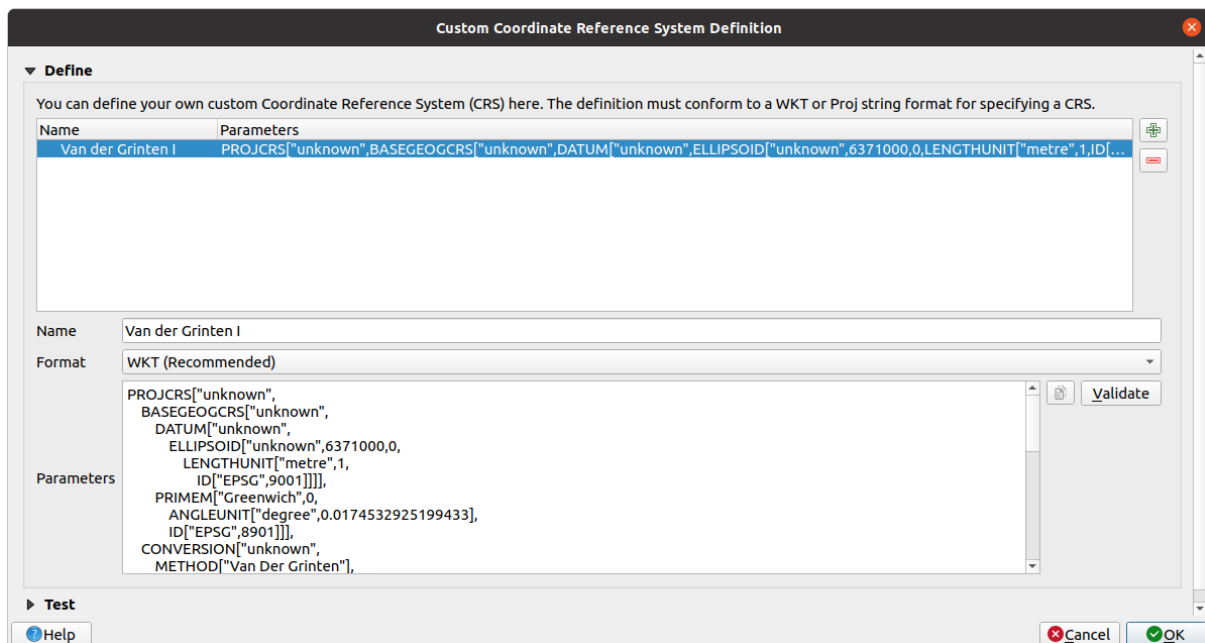 Custom Coordinate Reference System Definition
Define
You can define your own custom Coordinate Reference System (CRS) here. The definition must conform to a WKT or Proj string format for specifying a CRS.
Name Parameters
Van der Grinten I PROJCRS["unknown",BASEGEOGCRS["unknown",DATUM["unknown",ELLIPSOID["unknown",6371000,0,LENGTHUNIT["metre",1,ID[...
Name Van der Grinten I
Format WKT (Recommended)
Parameters
PROJCRS["unknown",
BASEGEOGCRS["unknown",
DATUM["unknown",
ELLIPSOID["unknown",6371000,0,
LENGTHUNIT["metre",1,
ID["EPSG",9001]]]],
PRIMEM["Greenwich",0,
ANGLEUNIT["degree",0.0174532925199433],
ID["EPSG",8901]]],
CONVERSION["unknown",
METHOD["Van Der Grinten"],
Validate
Test
Help Cancel OK